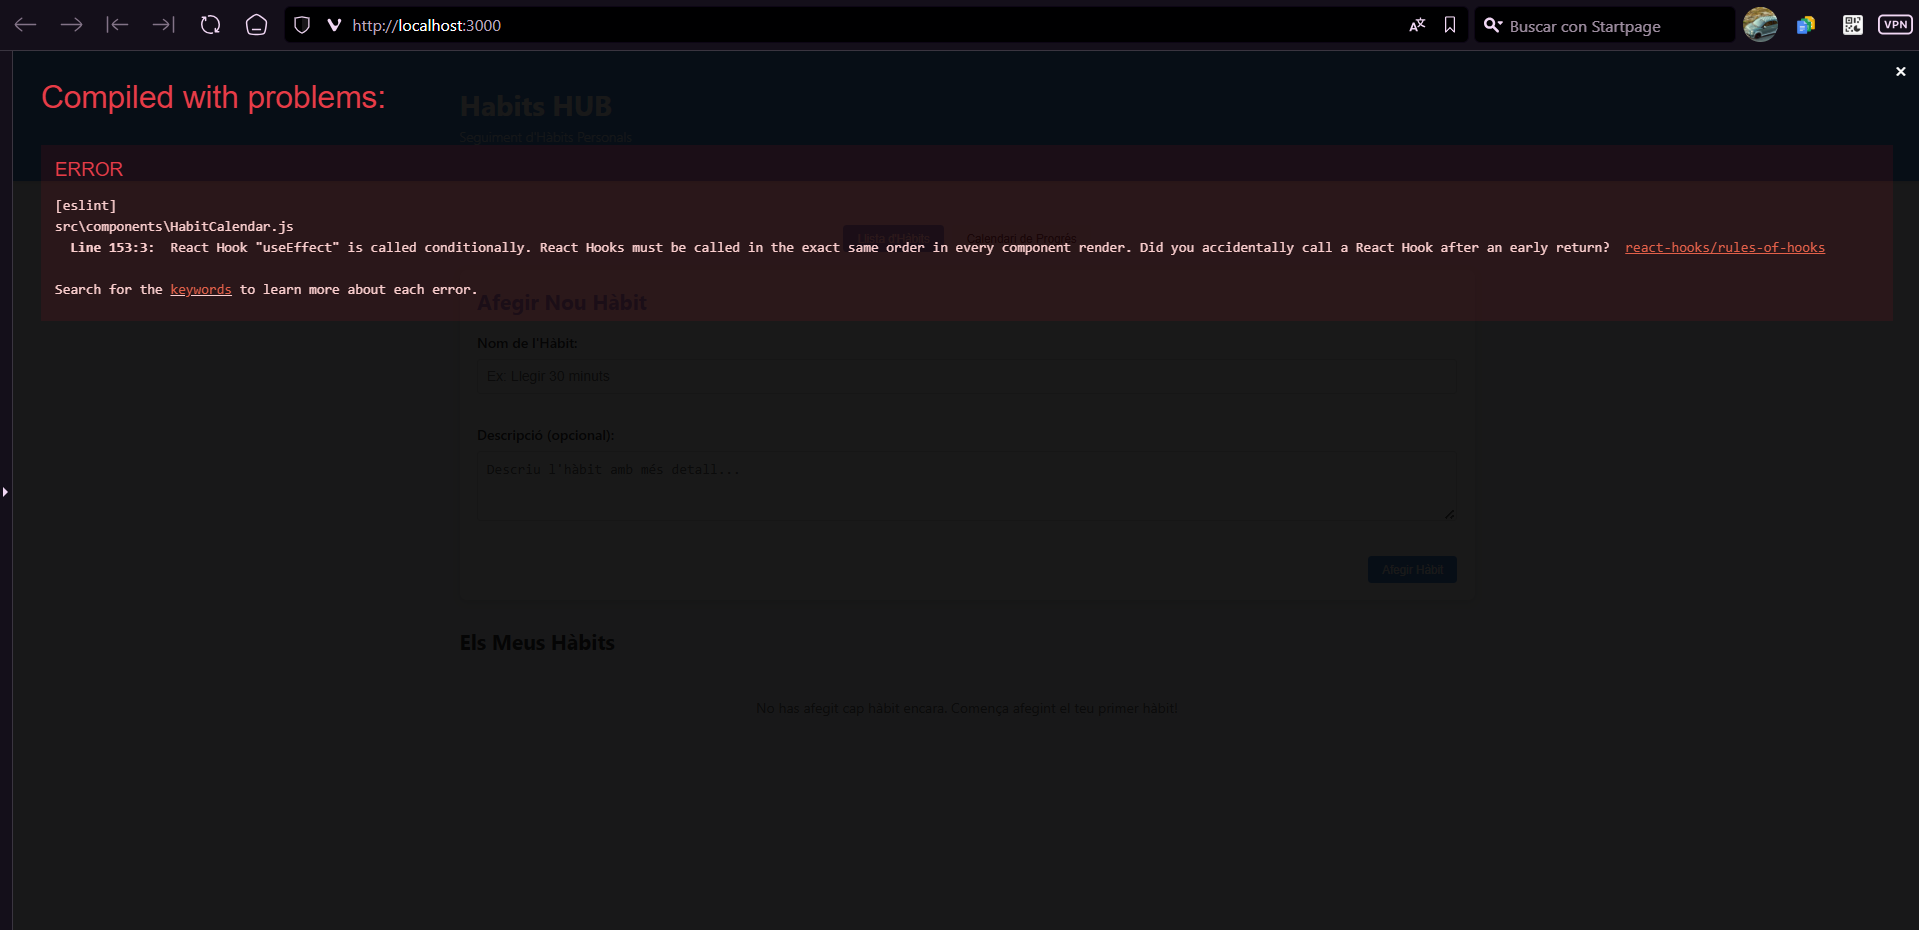 http://localhost:3000
Buscar con Startpage
VPN
Compiled with problems:
Habits HUB
Seguiment d'Hàbits Personals
ERROR
[eslint]
src\components\HabitCalendar.js
Llista d'Hàbits
Calendari de Progrés
Line 153:3: React Hook "useEffect" is called conditionally. React Hooks must be called in the exact same order in every component render. Did you accidentally call a React Hook after an early return? react-hooks/rules-of-hooks
Search for the keywords to learn more about each error.
Afegir Nou Hàbit
Nom de l'Hàbit:
Ex: Llegir 30 minuts
Descripció (opcional):
Descriu l'hàbit amb més detall...
Afegir Hàbit
Els Meus Hàbits
No has afegit cap hàbit encara. Comença afegint el teu primer hàbit!